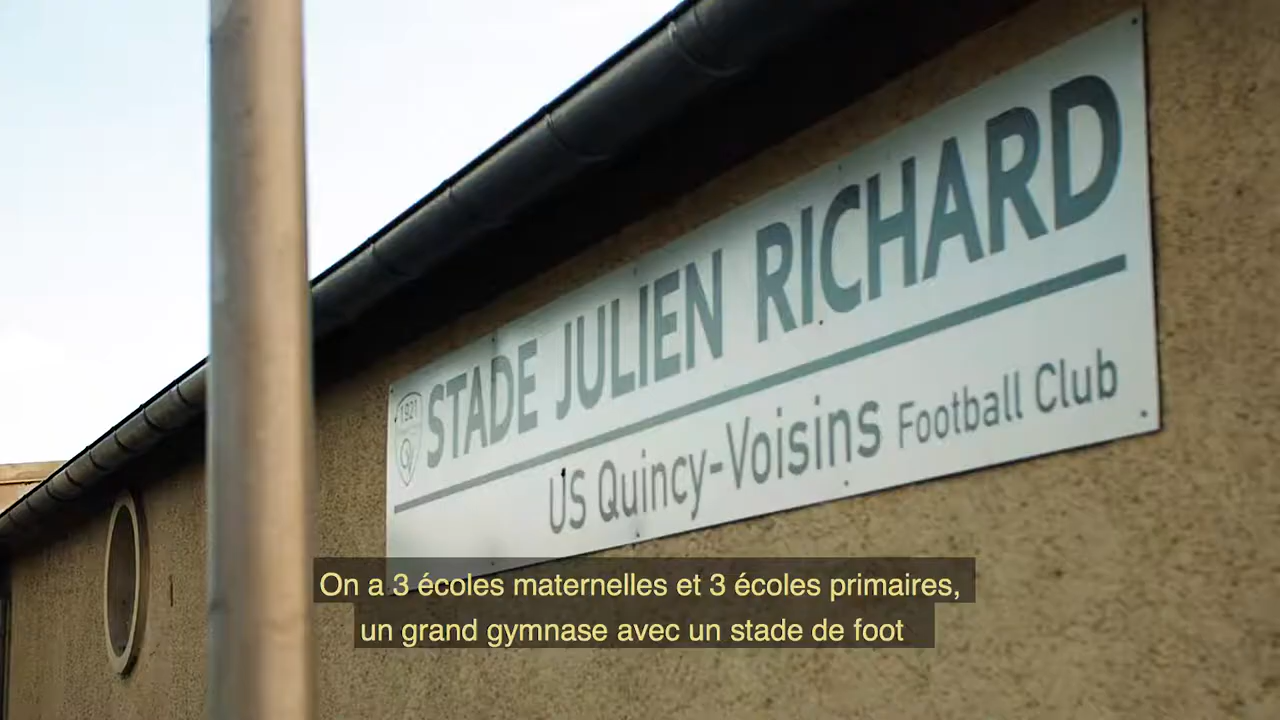 STADE JULIEN RICHARD
1921
US Quincy-Voisins Football Club
On a 3 écoles maternelles et 3 écoles primaires,
un grand gymnase avec un stade de foot